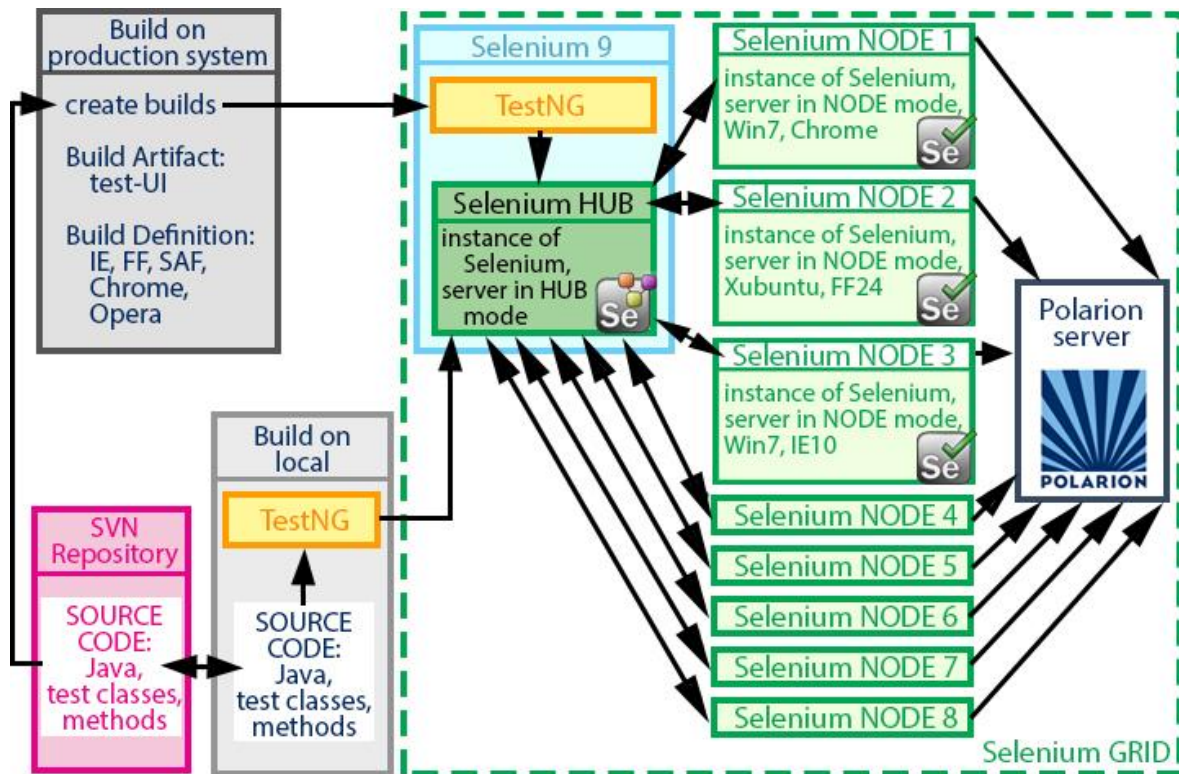 Build on
production system
create builds
Build Artifact:
test-UI
Build Definition:
IE, FF, SAF,
Chrome,
Opera
SVN
Repository
SOURCE
CODE:
Java,
test classes,
methods
Build on
local
TestNG
SOURCE
CODE:
Java,
test classes,
methods
Selenium 9
TestNG
Selenium HUB
instance of
Selenium,
server in HUB
mode
Se
Selenium NODE 1
instance of Selenium,
server in NODE mode,
Win7, Chrome
Se
Selenium NODE 2
instance of Selenium,
server in NODE mode,
Xubuntu, FF24
Se
Selenium NODE 3
instance of Selenium,
server in NODE mode,
Win7, IE10
Se
Selenium NODE 4
Selenium NODE 5
Selenium NODE 6
Selenium NODE 7
Selenium NODE 8
Polarion
server
POLARION
Selenium GRID